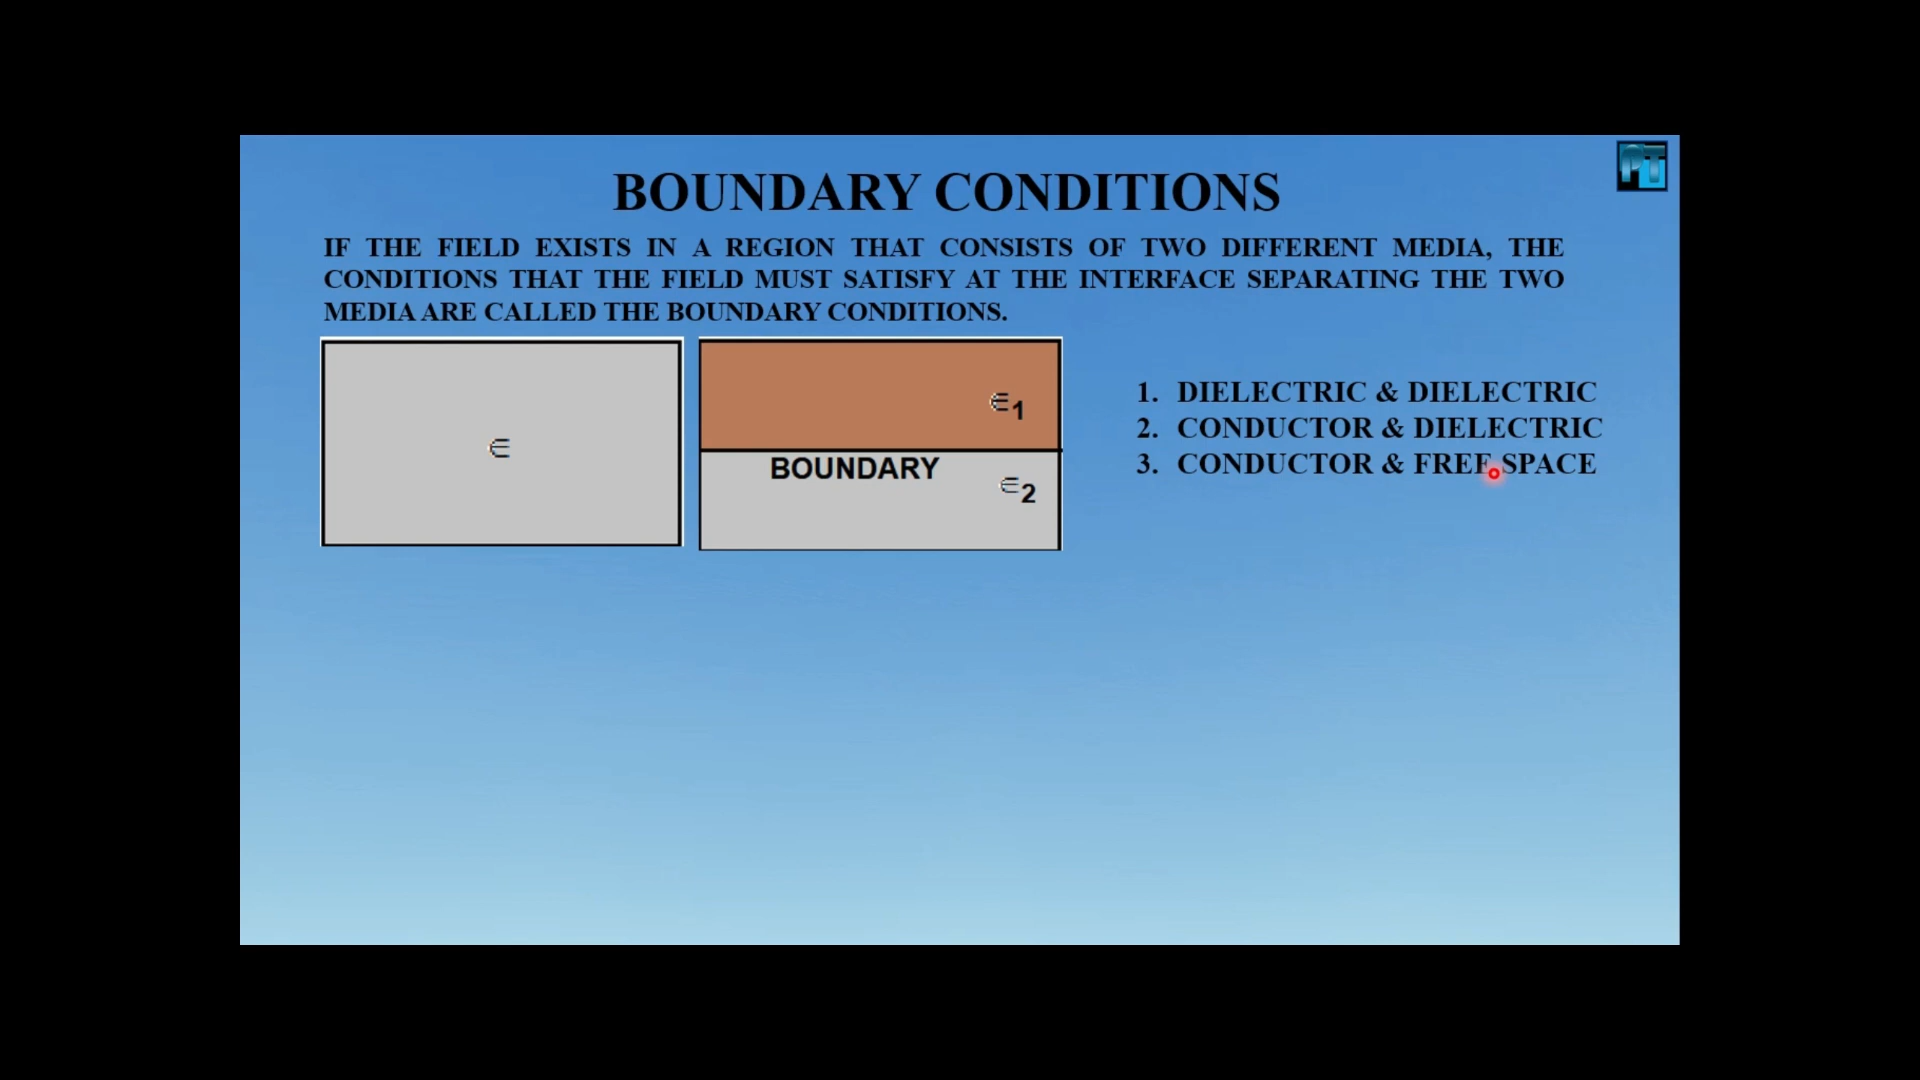 PT
BOUNDARY CONDITIONS
IF THE FIELD EXISTS IN A REGION THAT CONSISTS OF TWO DIFFERENT MEDIA, THE
CONDITIONS THAT THE FIELD MUST SATISFY AT THE INTERFACE SEPARATING THE TWO
MEDIA ARE CALLED THE BOUNDARY CONDITIONS.
∈
∈1
BOUNDARY
∈2
1. DIELECTRIC & DIELECTRIC
2. CONDUCTOR & DIELECTRIC
3. CONDUCTOR & FREE SPACE